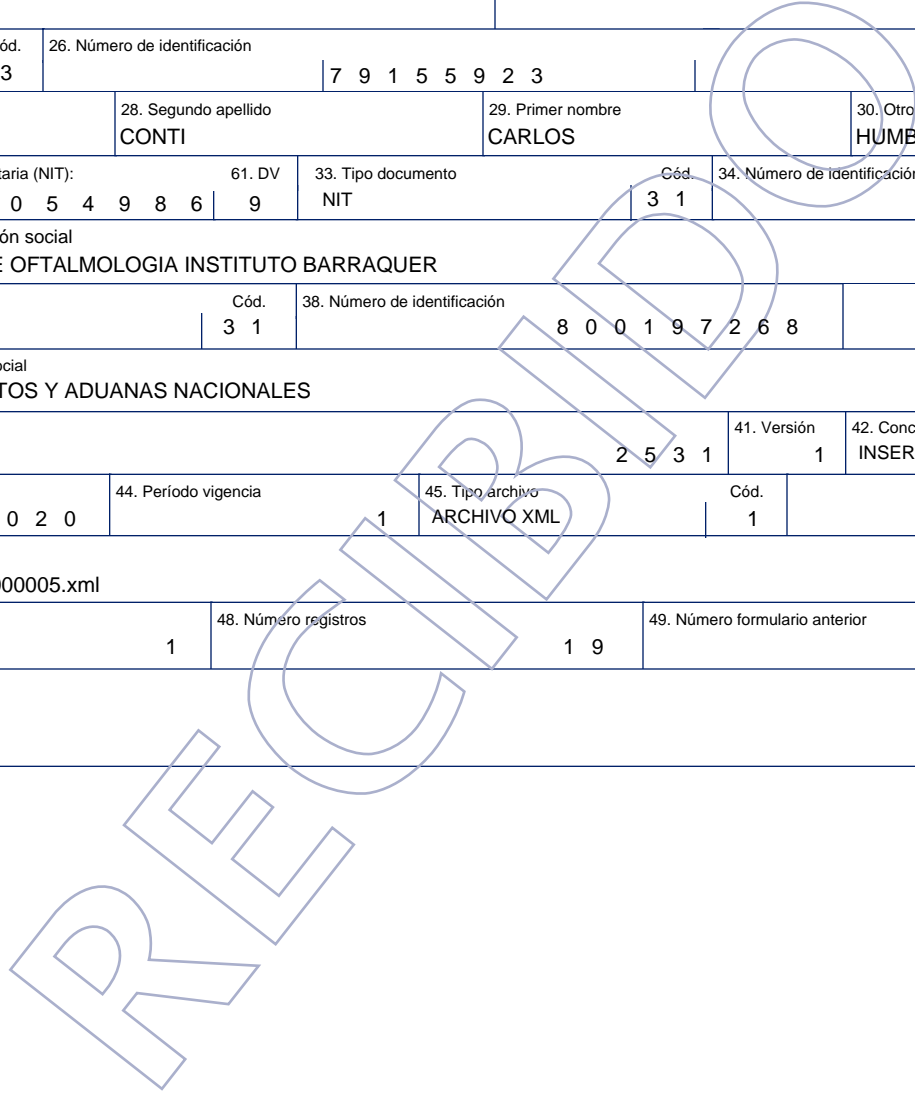 ód. 26. Número de identificación
3 7 9 1 5 5 9 2 3
28. Segundo apellido 29. Primer nombre 30. Otro
CONTI CARLOS HUMB
taria (NIT): 61. DV 33. Tipo documento Cód. 34. Número de identificación
0 5 4 9 8 6 9 NIT 3 1
ón social
E OFTALMOLOGIA INSTITUTO BARRAQUER
Cód. 38. Número de identificación
3 1 8 0 0 1 9 7 2 6 8
ocial
TOS Y ADUANAS NACIONALES
41. Versión 42. Conc
2 5 3 1 1 INSER
44. Período vigencia 45. Tipo archivo Cód.
0 2 0 1 ARCHIVO XML 1
000005.xml
48. Número registros 49. Número formulario anterior
1 1 9
RECIBIDO